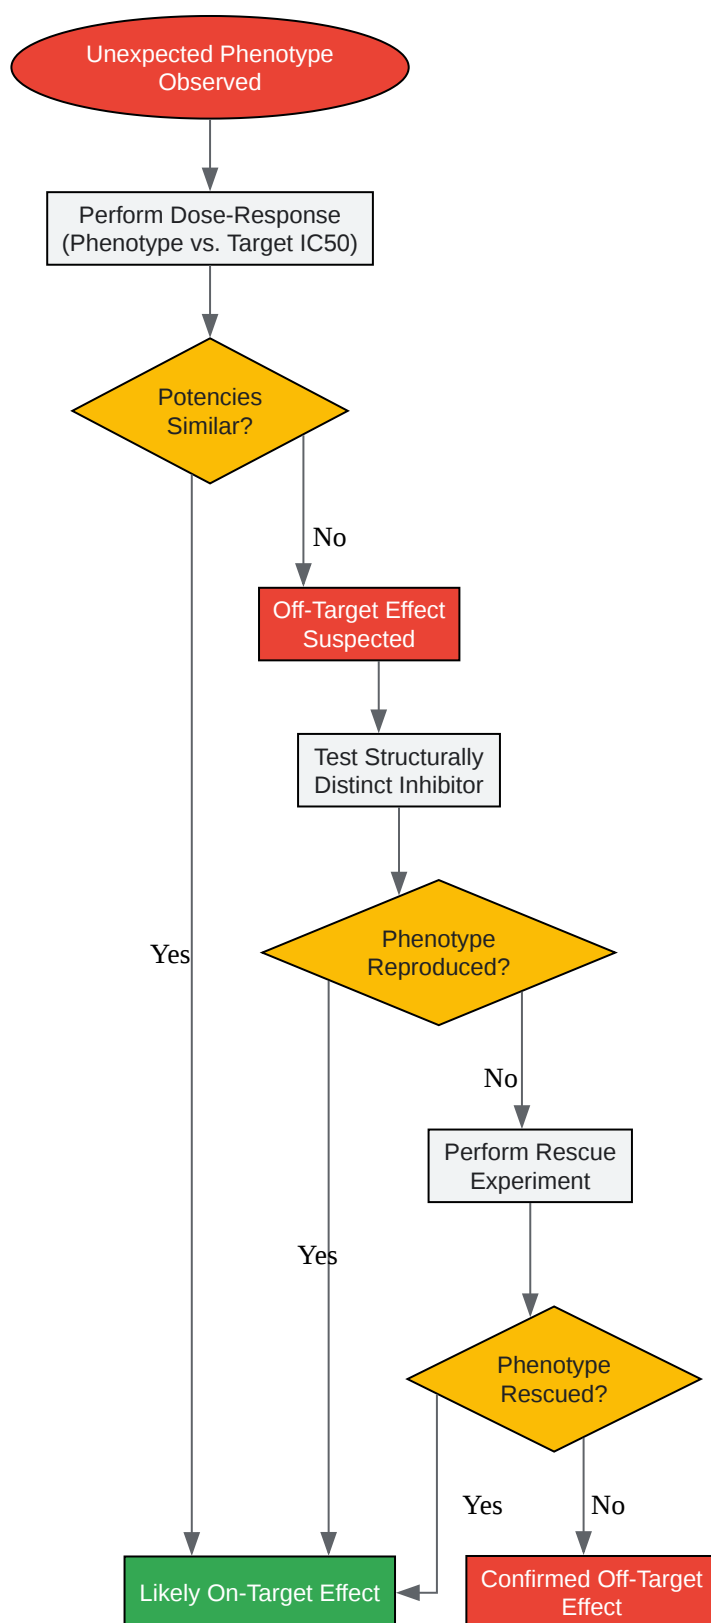 Unexpected Phenotype
Observed
Perform Dose-Response
(Phenotype vs. Target IC50)
Potencies
Similar?
No
Off-Target Effect
Suspected
Test Structurally
Distinct Inhibitor
Phenotype
Reproduced?
Yes
No
Perform Rescue
Experiment
Yes
Phenotype
Rescued?
Yes
No
Likely On-Target Effect
Confirmed Off-Target
Effect